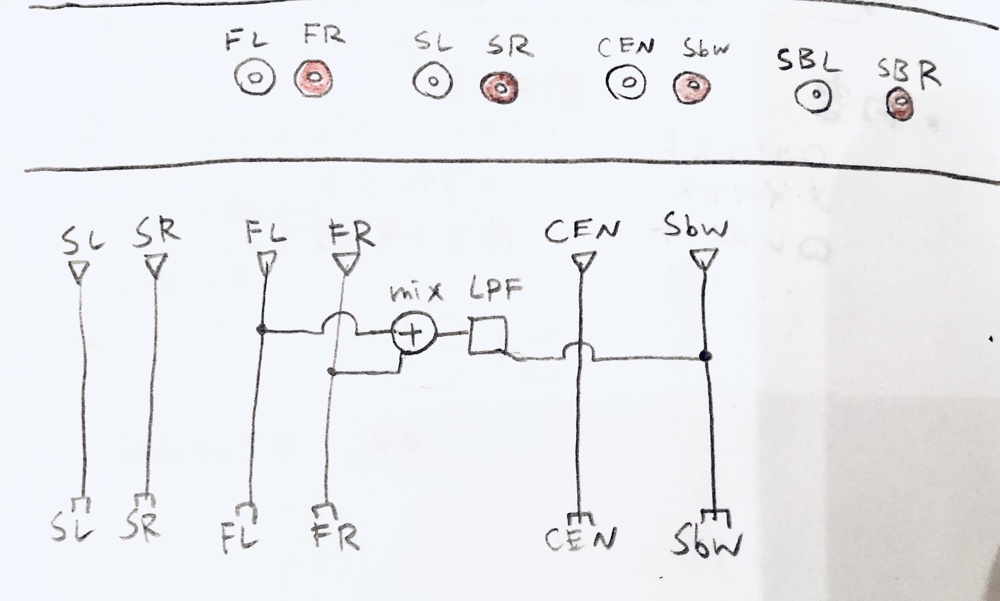 FL FR SL SR CEN Sbw SBL SBR
SL SR FL FR CEN Sbw
mix LPF
+
SL SR FL FR CEN Sbw